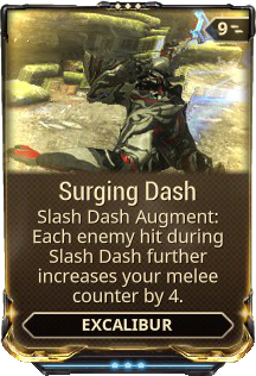 9
Surging Dash
Slash Dash Augment:
Each enemy hit during
Slash Dash further
increases your melee
counter by 4.
EXCALIBUR